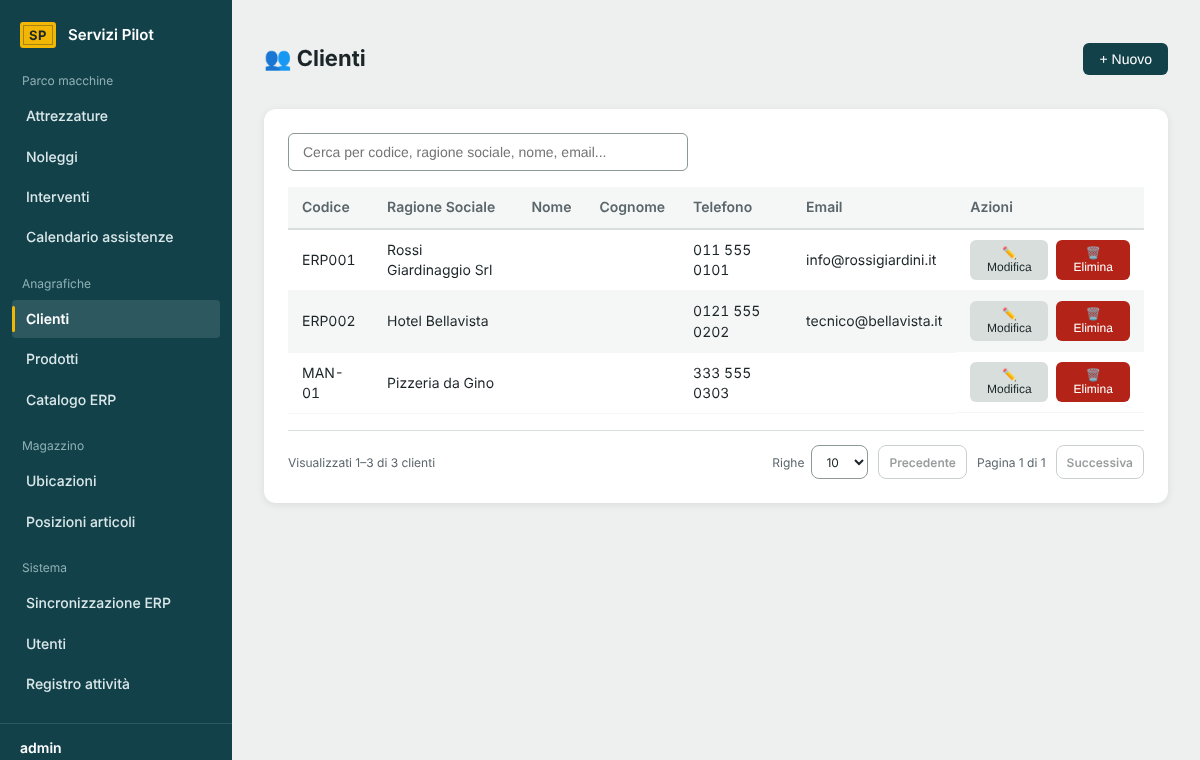 SP Servizi Pilot
Parco macchine
Attrezzature
Noleggi
Interventi
Calendario assistenze
Anagrafiche
Clienti
Prodotti
Catalogo ERP
Magazzino
Ubicazioni
Posizioni articoli
Sistema
Sincronizzazione ERP
Utenti
Registro attività
admin
👥 Clienti
+ Nuovo
Cerca per codice, ragione sociale, nome, email...
Codice Ragione Sociale Nome Cognome Telefono Email Azioni
ERP001
Rossi
Giardinaggio Srl
011 555
0101
info@rossigiardini.it
✏️
Modifica
🗑️
Elimina
ERP002
Hotel Bellavista
0121 555
0202
tecnico@bellavista.it
✏️
Modifica
🗑️
Elimina
MAN-
01
Pizzeria da Gino
333 555
0303
✏️
Modifica
🗑️
Elimina
Visualizzati 1–3 di 3 clienti
Righe 10 Precedente Pagina 1 di 1 Successiva